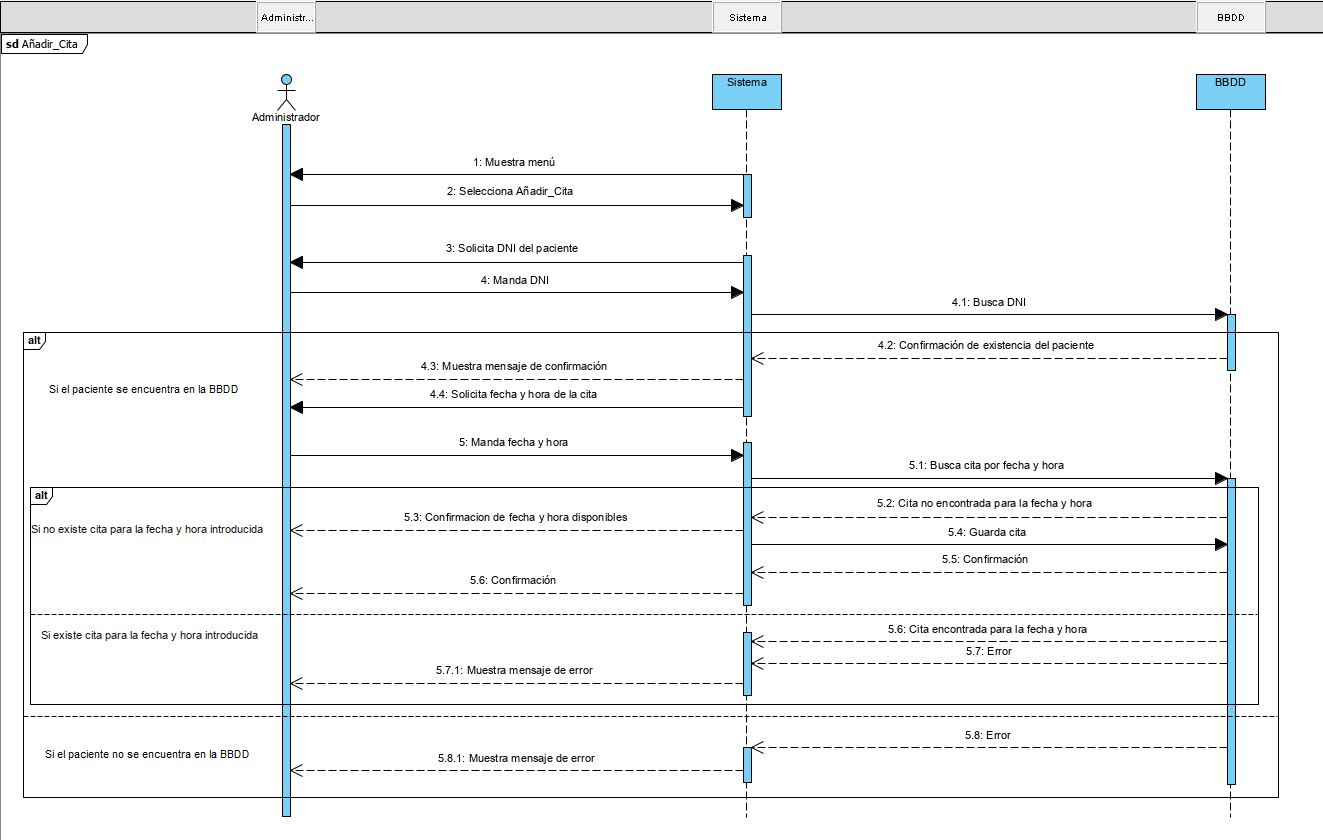 Administr...
Sistema
BBDD
sd Añadir_Cita
Sistema
BBDD
Administrador
1: Muestra menú
2: Selecciona Añadir_Cita
3: Solicita DNI del paciente
4: Manda DNI
4.1: Busca DNI
alt
4.2: Confirmación de existencia del paciente
4.3: Muestra mensaje de confirmación
Si el paciente se encuentra en la BBDD
4.4: Solicita fecha y hora de la cita
5: Manda fecha y hora
5.1: Busca cita por fecha y hora
alt
5.2: Cita no encontrada para la fecha y hora
5.3: Confirmacion de fecha y hora disponibles
Si no existe cita para la fecha y hora introducida
5.4: Guarda cita
5.5: Confirmación
5.6: Confirmación
5.6: Cita encontrada para la fecha y hora
Si existe cita para la fecha y hora introducida
5.7: Error
5.7.1: Muestra mensaje de error
5.8: Error
Si el paciente no se encuentra en la BBDD
5.8.1: Muestra mensaje de error